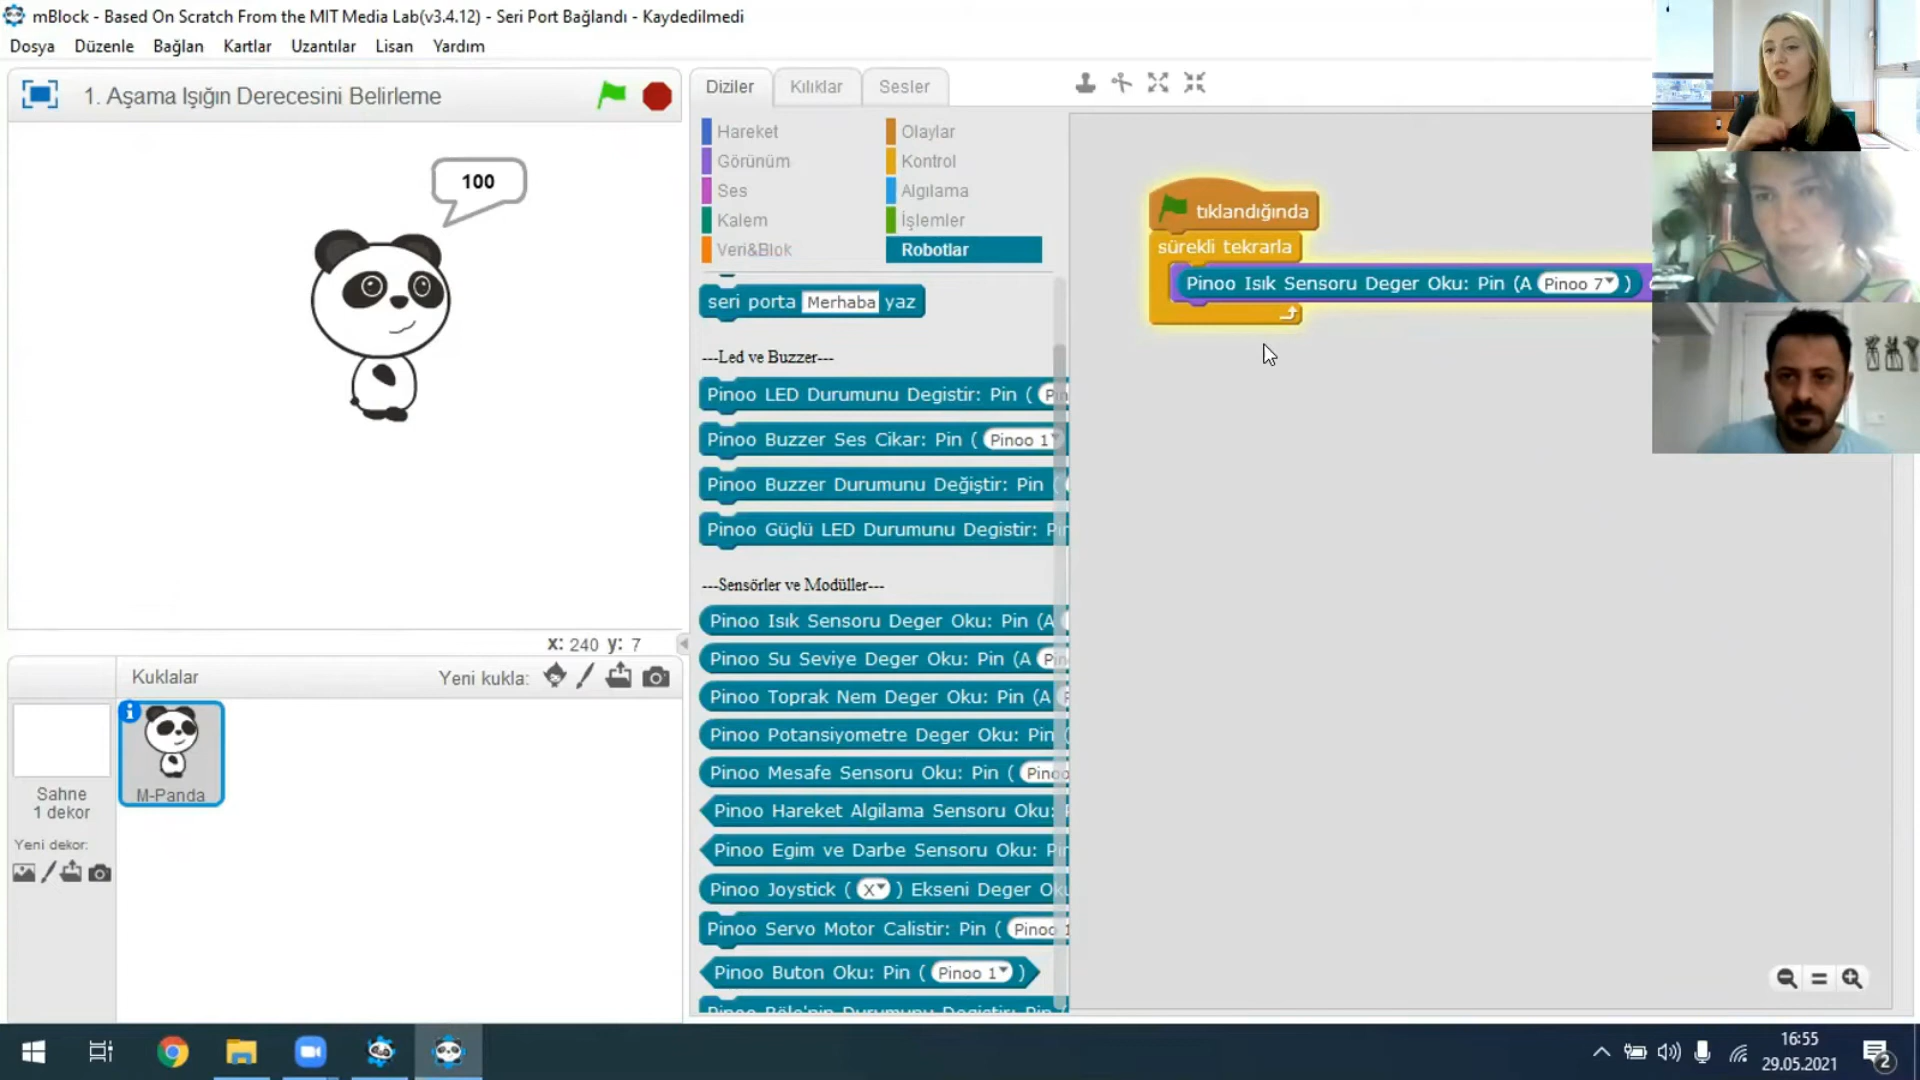 mBlock - Based On Scratch From the MIT Media Lab(v3.4.12) - Seri Port Bağlandı - Kaydedilmedi
Dosya Düzenle Bağlan Kartlar Uzantılar Lisan Yardım
1. Aşama Işığın Derecesini Belirleme
100
x: 240 y: 7
Kuklalar
Yeni kukla:
M-Panda
Sahne
1 dekor
Yeni dekor:
Diziler Kılıklar Sesler
Hareket Olaylar
Görünüm Kontrol
Ses Algılama
Kalem İşlemler
Veri&Blok Robotlar
seri porta Merhaba yaz
---Led ve Buzzer---
Pinoo LED Durumunu Degistir: Pin (
Pinoo Buzzer Ses Cikar: Pin ( Pinoo 1
Pinoo Buzzer Durumunu Değiştir: Pin (
Pinoo Güçlü LED Durumunu Degistir:
---Sensörler ve Modüller---
Pinoo Isık Sensoru Deger Oku: Pin (A
Pinoo Su Seviye Deger Oku: Pin (A
Pinoo Toprak Nem Deger Oku: Pin (A
Pinoo Potansiyometre Deger Oku: Pin
Pinoo Mesafe Sensoru Oku: Pin ( Pinoo
Pinoo Hareket Algilama Sensoru Oku:
Pinoo Egim ve Darbe Sensoru Oku:
Pinoo Joystick ( X ) Ekseni Deger
Pinoo Servo Motor Calistir: Pin ( Pinoo
Pinoo Buton Oku: Pin ( Pinoo 1 )
tıklandığında
sürekli tekrarla
Pinoo Isık Sensoru Deger Oku: Pin (A Pinoo 7 )
16:55
29.05.2021
2